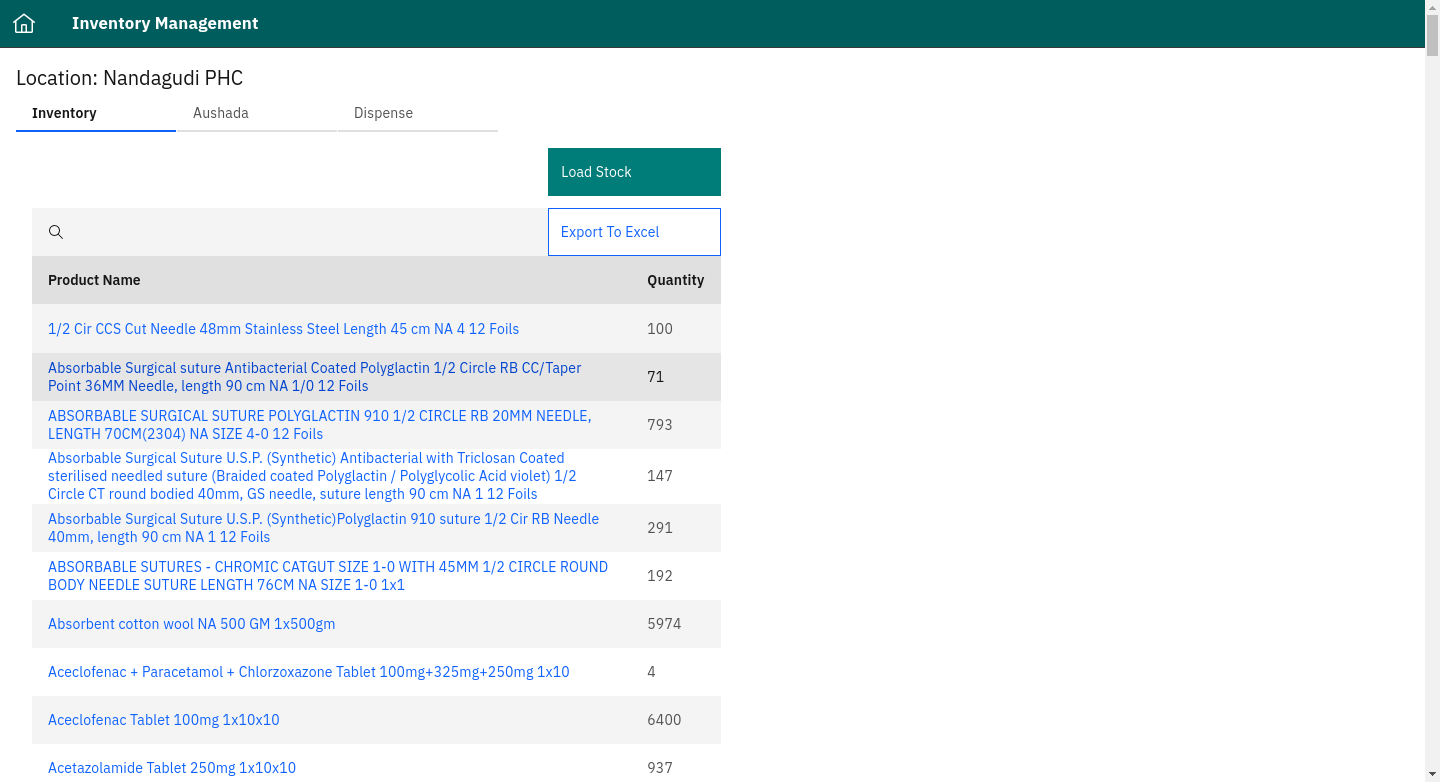 Inventory Management
Location: Nandagudi PHC
Inventory
Aushada
Dispense
Load Stock
Export To Excel
Product Name
Quantity
1/2 Cir CCS Cut Needle 48mm Stainless Steel Length 45 cm NA 4 12 Foils
100
Absorbable Surgical suture Antibacterial Coated Polyglactin 1/2 Circle RB CC/Taper
Point 36MM Needle, length 90 cm NA 1/0 12 Foils
71
ABSORBABLE SURGICAL SUTURE POLYGLACTIN 910 1/2 CIRCLE RB 20MM NEEDLE,
LENGTH 70CM(2304) NA SIZE 4-0 12 Foils
793
Absorbable Surgical Suture U.S.P. (Synthetic) Antibacterial with Triclosan Coated
sterilised needled suture (Braided coated Polyglactin / Polyglycolic Acid violet) 1/2
Circle CT round bodied 40mm, GS needle, suture length 90 cm NA 1 12 Foils
147
Absorbable Surgical Suture U.S.P. (Synthetic)Polyglactin 910 suture 1/2 Cir RB Needle
40mm, length 90 cm NA 1 12 Foils
291
ABSORBABLE SUTURES - CHROMIC CATGUT SIZE 1-0 WITH 45MM 1/2 CIRCLE ROUND
BODY NEEDLE SUTURE LENGTH 76CM NA SIZE 1-0 1x1
192
Absorbent cotton wool NA 500 GM 1x500gm
5974
Aceclofenac + Paracetamol + Chlorzoxazone Tablet 100mg+325mg+250mg 1x10
4
Aceclofenac Tablet 100mg 1x10x10
6400
Acetazolamide Tablet 250mg 1x10x10
937